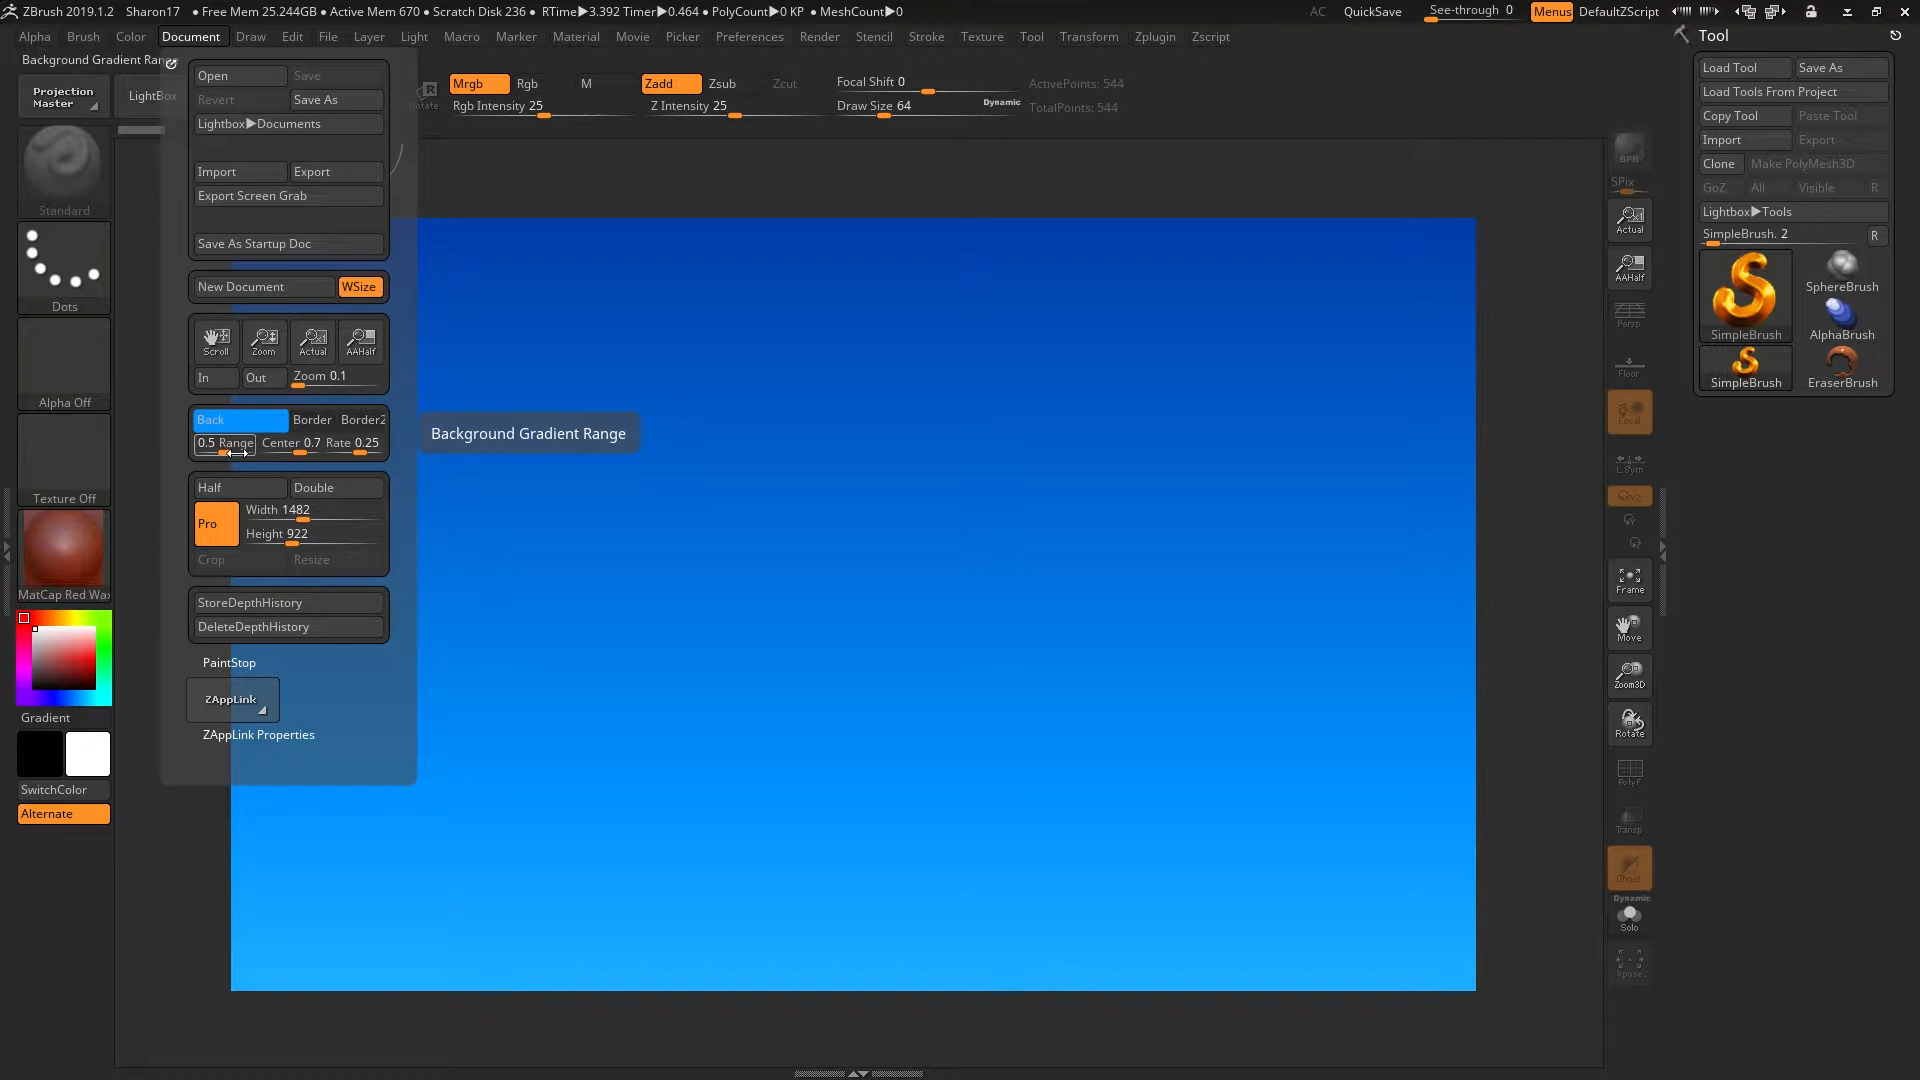 ZBrush 2019.1.2 Sharon17 ● Free Mem 25.244GB ● Active Mem 670 ● Scratch Disk 236 ● RTime▶3.392 Timer▶0.464 ● PolyCount▶0 KP ● MeshCount▶0 AC QuickSave See-through 0 Menus DefaultZScript
Alpha Brush Color Document Draw Edit File Layer Light Macro Marker Material Movie Picker Preferences Render Stencil Stroke Texture Tool Transform Zplugin Zscript
Tool
Background Gradient Rang
Projection Master
LightBox
Open Save
Revert Save As
Lightbox▶Documents
Import Export
Export Screen Grab
Save As Startup Doc
New Document WSize
Scroll Zoom Actual AAHalf
In Out Zoom 0.1
Back Border Border2
0.5 Range Center 0.7 Rate 0.25
Half Double
Pro
Width 1482
Height 922
Crop Resize
StoreDepthHistory
DeleteDepthHistory
PaintStop
ZAppLink
ZAppLink Properties
Rotate
Mrgb Rgb M Zadd Zsub Zcut
Rgb Intensity 25 Z Intensity 25
Focal Shift 0
Draw Size 64 Dynamic
ActivePoints: 544
TotalPoints: 544
Background Gradient Range
Standard
Dots
Alpha Off
Texture Off
MatCap Red Wax
Gradient
SwitchColor
Alternate
BPR
SPix
Actual
AAHalf
Persp
Floor
Local
L.Sym
XYZ
Frame
Move
Zoom3D
Rotate
PolyF
Transp
Ghost
Dynamic
Solo
Xpose
Load Tool Save As
Load Tools From Project
Copy Tool Paste Tool
Import Export
Clone Make PolyMesh3D
GoZ All Visible R
Lightbox▶Tools
SimpleBrush. 2 R
SimpleBrush
SphereBrush
AlphaBrush
SimpleBrush
EraserBrush